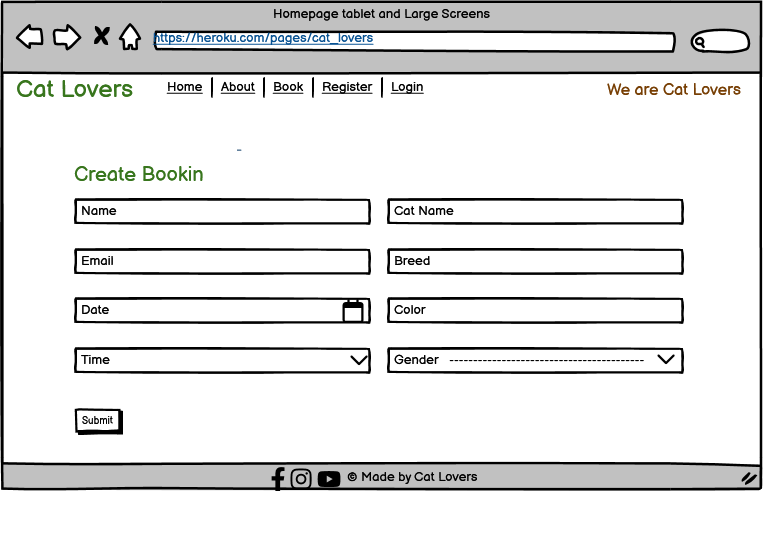 Homepage tablet and Large Screens
https://heroku.com/pages/cat_lovers
Cat Lovers Home About Book Register Login We are Cat Lovers
Create Bookin
Name Cat Name
Email Breed
Date Color
Time Gender -----------------------------------------
Submit
© Made by Cat Lovers